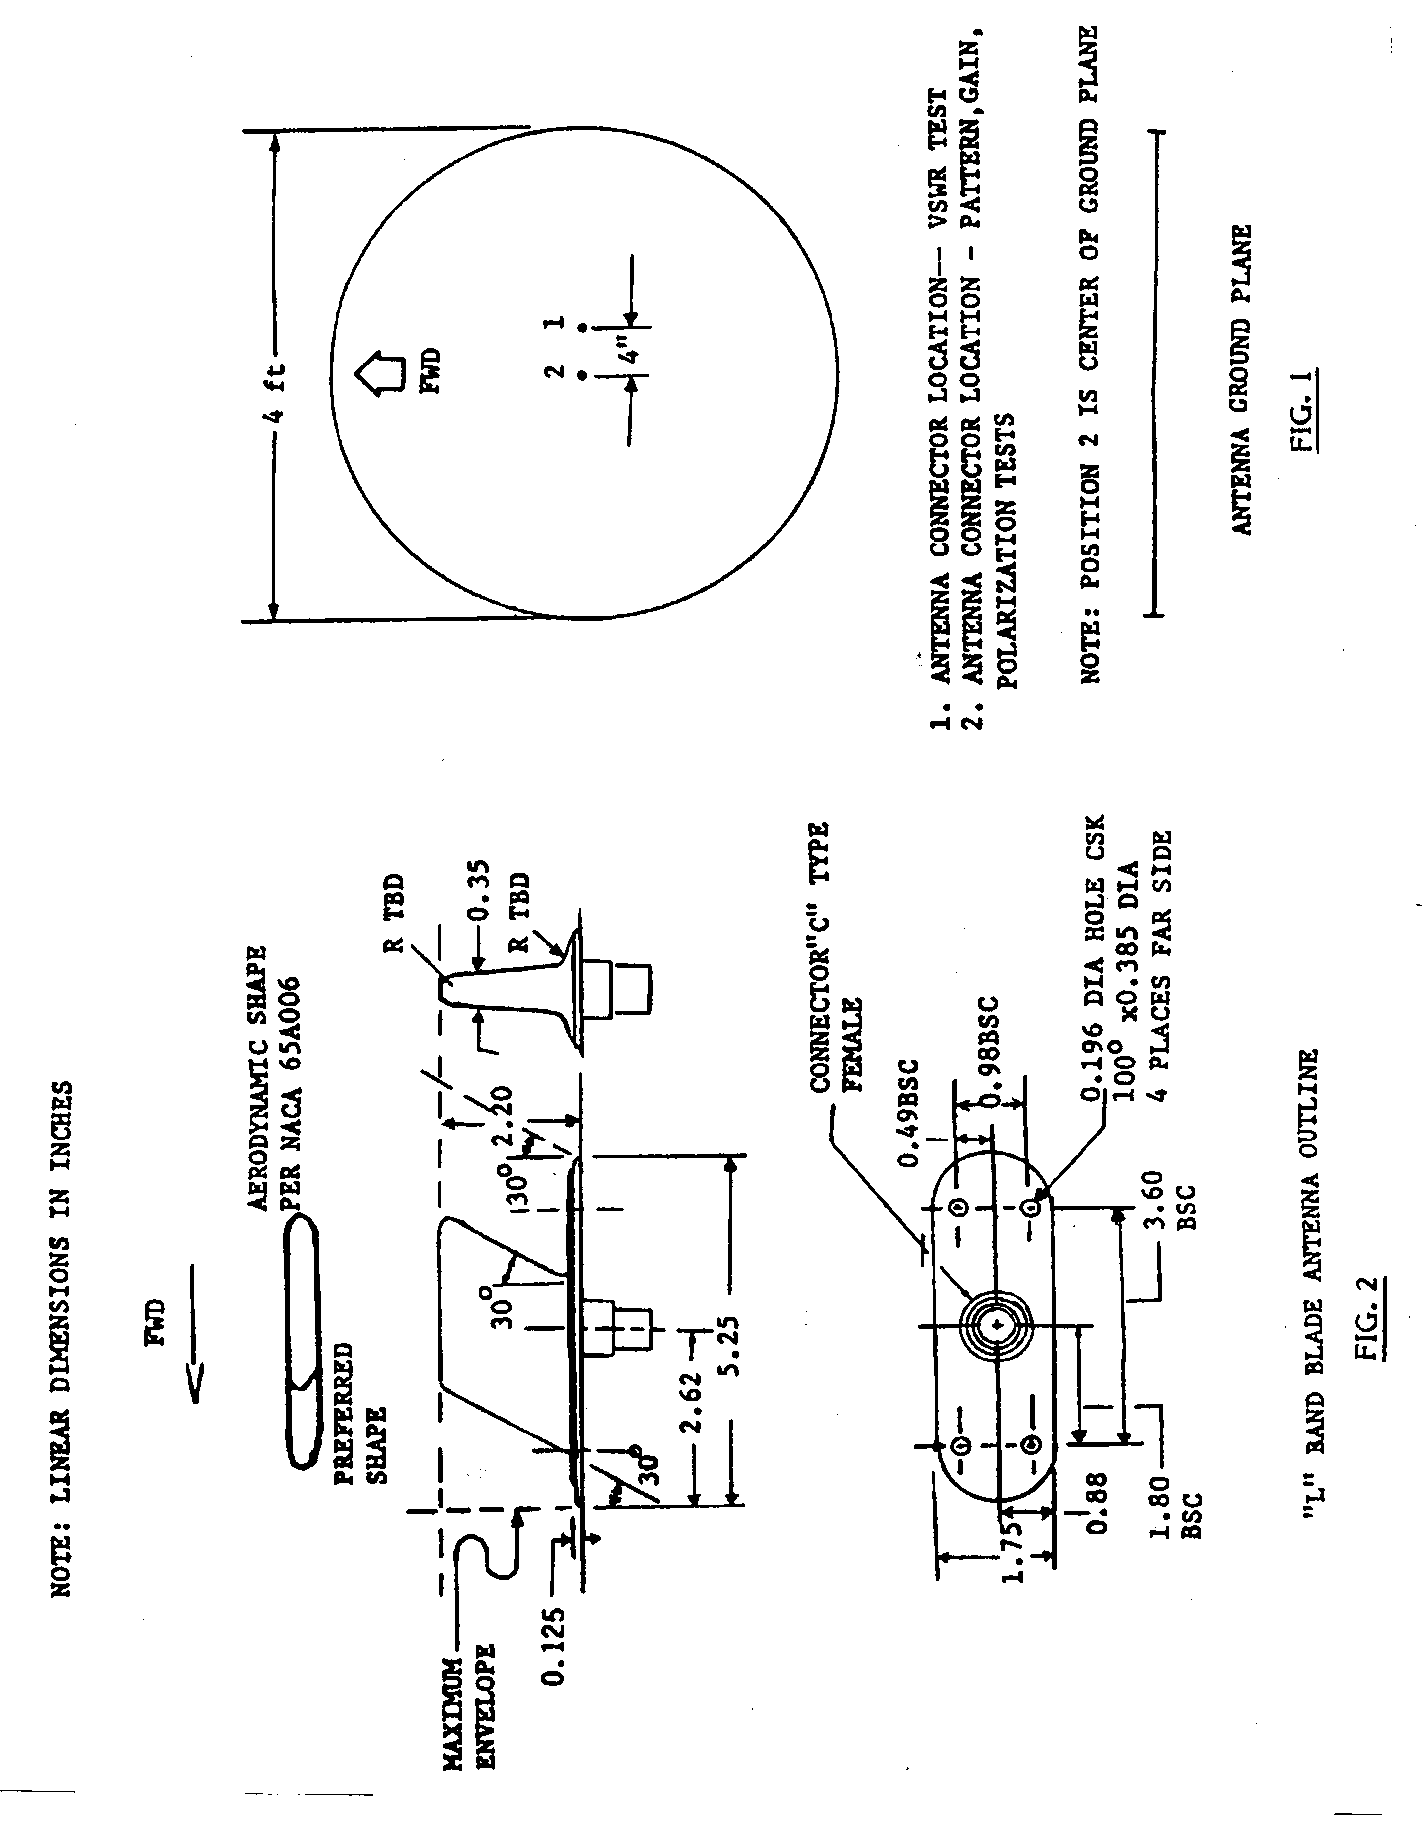 NOTE: LINEAR DIMENSIONS IN INCHES
FWD
AERODYNAMIC SHAPE
PER NACA 65A006
PREFERRED
SHAPE
R TBD
0.35
R TBD
2.20
30°
30°
30°
MAXIMUM
ENVELOPE
0.125
2.62
5.25
CONNECTOR"C" TYPE
FEMALE
0.49BSC
0.98BSC
0.196 DIA HOLE CSK
100° x0.385 DIA
4 PLACES FAR SIDE
3.60
BSC
1.75
0.88
1.80
BSC
"L" BAND BLADE ANTENNA OUTLINE
FIG. 2
4 ft
FWD
2 1
4"
1. ANTENNA CONNECTOR LOCATION-- VSWR TEST
2. ANTENNA CONNECTOR LOCATION - PATTERN,GAIN,
POLARIZATION TESTS
NOTE: POSITION 2 IS CENTER OF GROUND PLANE
ANTENNA GROUND PLANE
FIG. 1